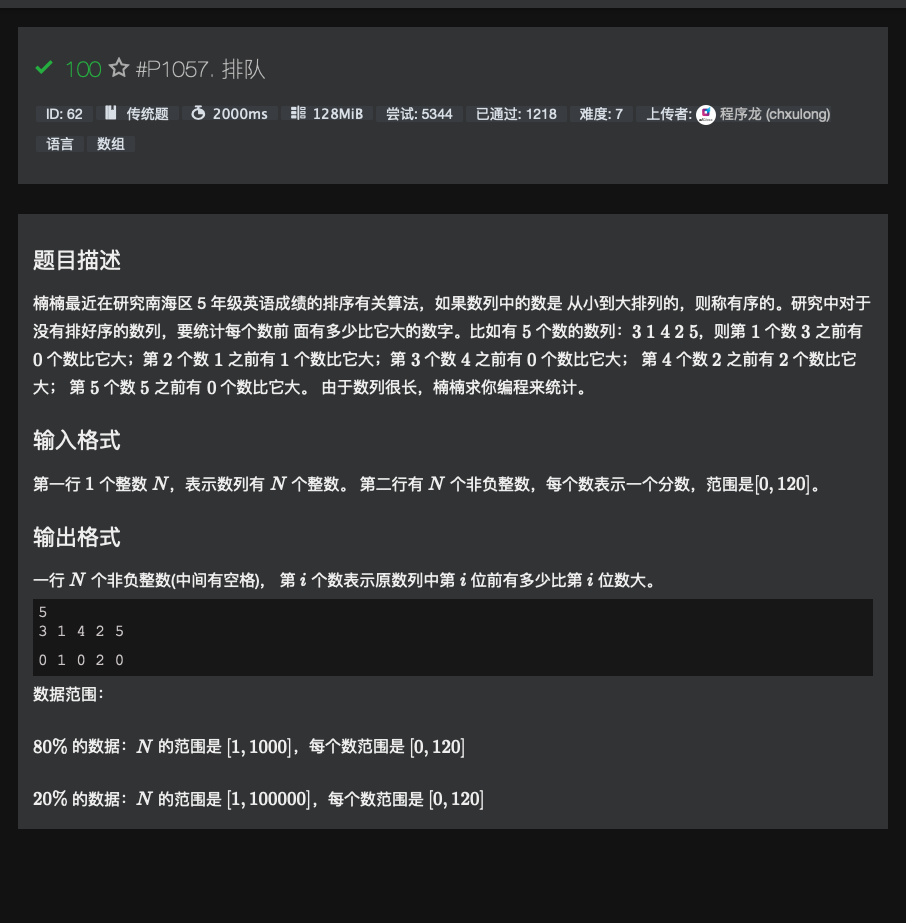 100 #P1057. 排队
ID: 62 传统题 2000ms 128MiB 尝试: 5344 已通过: 1218 难度: 7 上传者: 程序龙 (chxulong)
语言 数组
题目描述
楠楠最近在研究南海区 5 年级英语成绩的排序有关算法，如果数列中的数是 从小到大排列的，则称有序的。研究中对于
没有排好序的数列，要统计每个数前 面有多少比它大的数字。比如有 5 个数的数列：3 1 4 2 5，则第 1 个数 3 之前有
0 个数比它大；第 2 个数 1 之前有 1 个数比它大；第 3 个数 4 之前有 0 个数比它大； 第 4 个数 2 之前有 2 个数比它
大； 第 5 个数 5 之前有 0 个数比它大。 由于数列很长，楠楠求你编程来统计。
输入格式
第一行 1 个整数 N，表示数列有 N 个整数。 第二行有 N 个非负整数，每个数表示一个分数，范围是[0, 120]。
输出格式
一行 N 个非负整数(中间有空格)， 第 i 个数表示原数列中第 i 位前有多少比第 i 位数大。
5
3 1 4 2 5
0 1 0 2 0
数据范围：
80% 的数据：N 的范围是 [1, 1000]，每个数范围是 [0, 120]
20% 的数据：N 的范围是 [1, 100000]，每个数范围是 [0, 120]